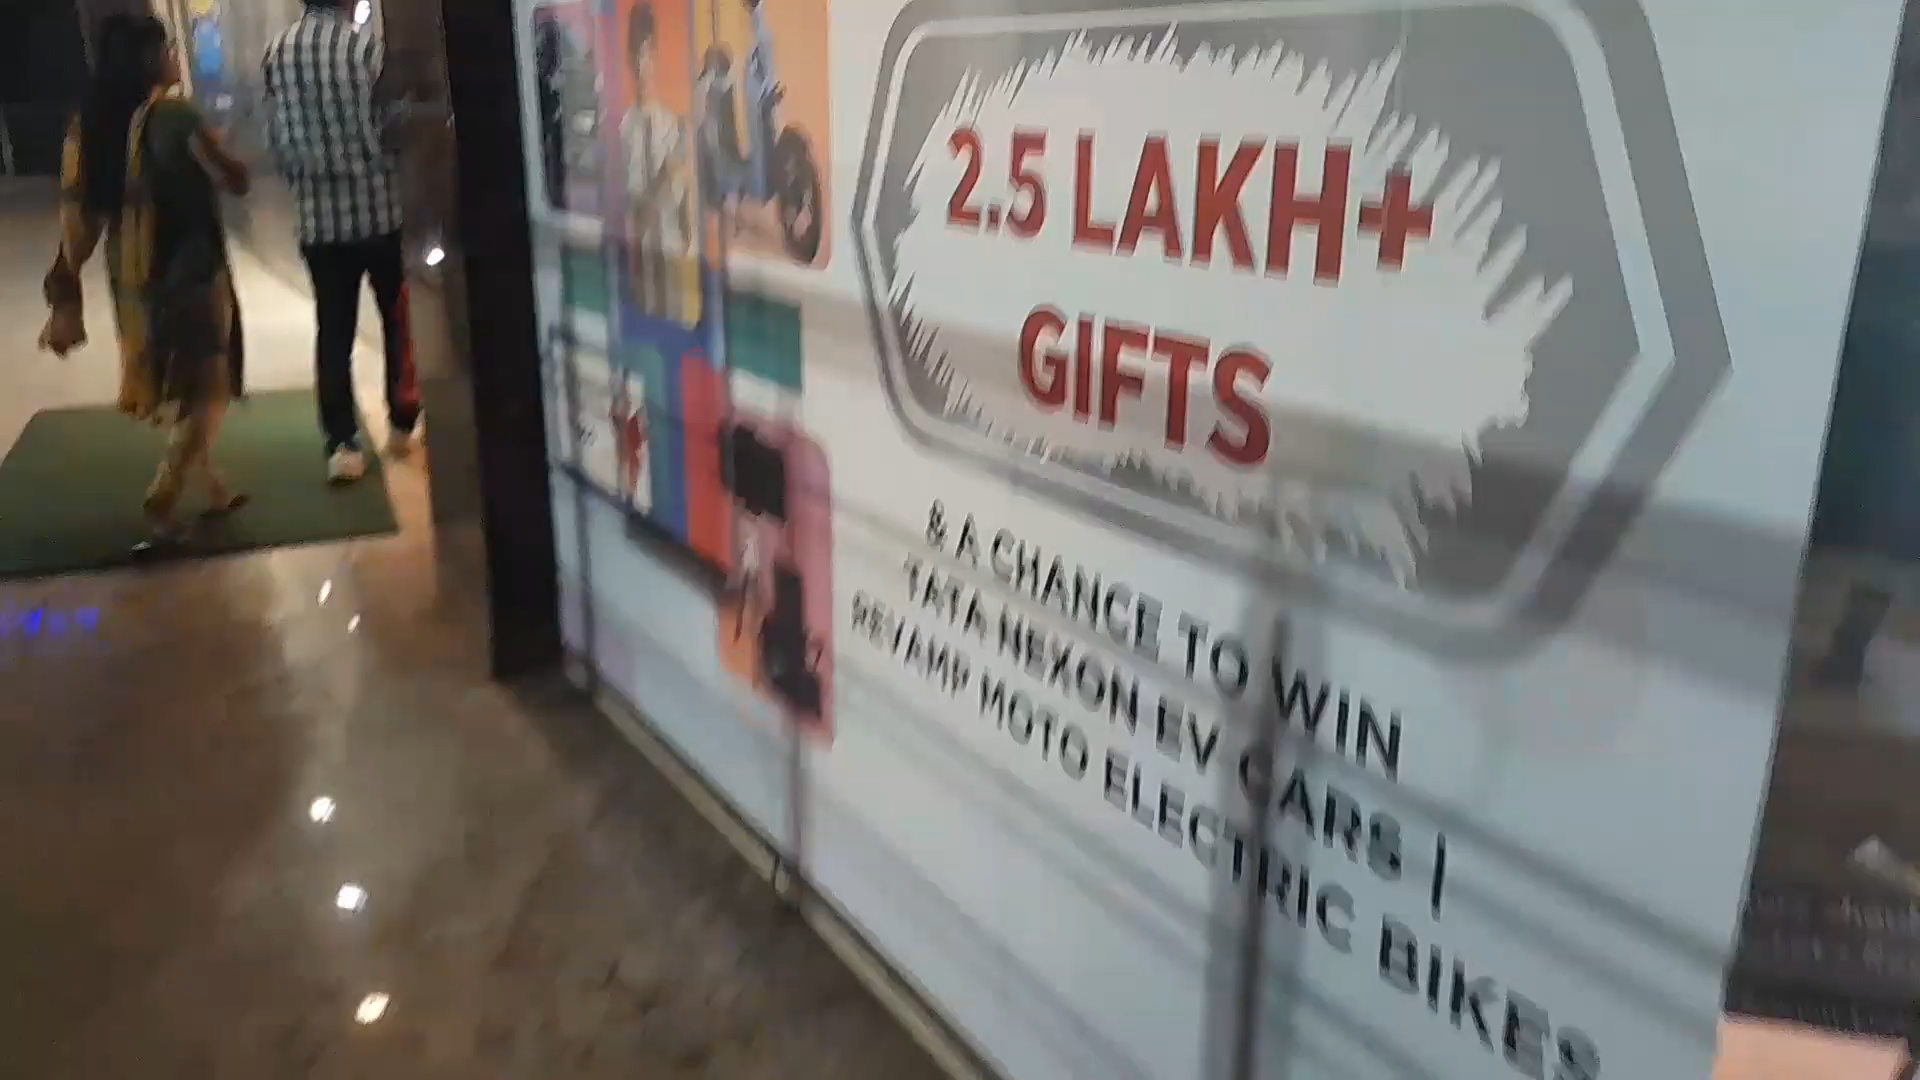 2.5 LAKH+
GIFTS
& A CHANCE TO WIN
TATA NEXON EV CARS |
REVAMP MOTO ELECTRIC BIKES